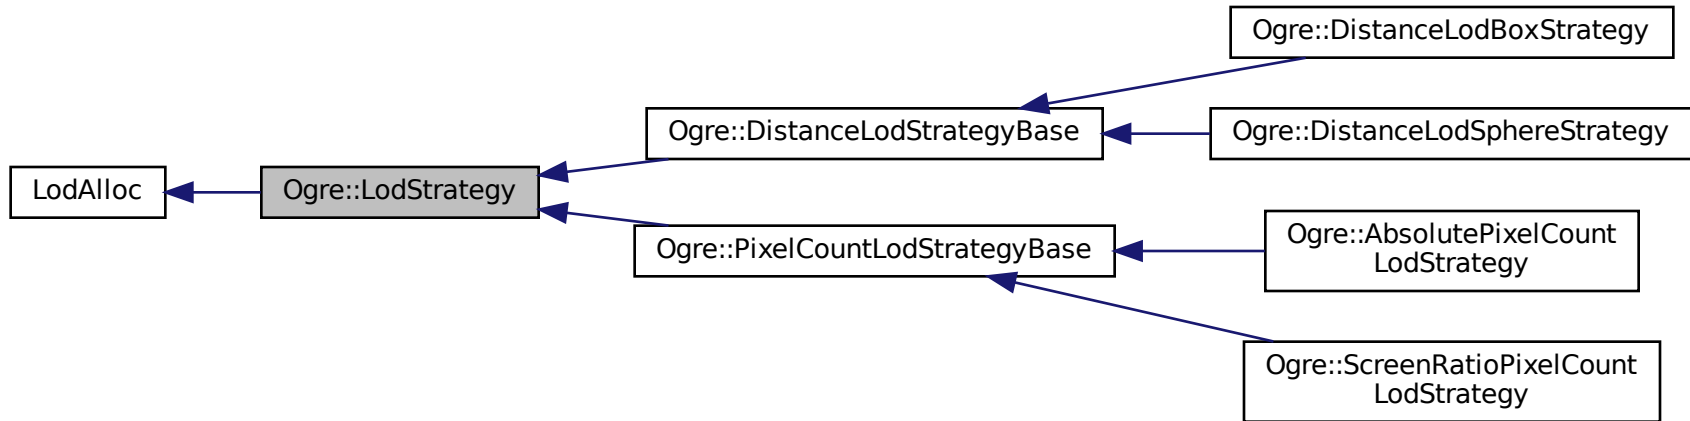 LodAlloc
Ogre::LodStrategy
Ogre::DistanceLodStrategyBase
Ogre::PixelCountLodStrategyBase
Ogre::DistanceLodBoxStrategy
Ogre::DistanceLodSphereStrategy
Ogre::AbsolutePixelCount
LodStrategy
Ogre::ScreenRatioPixelCount
LodStrategy